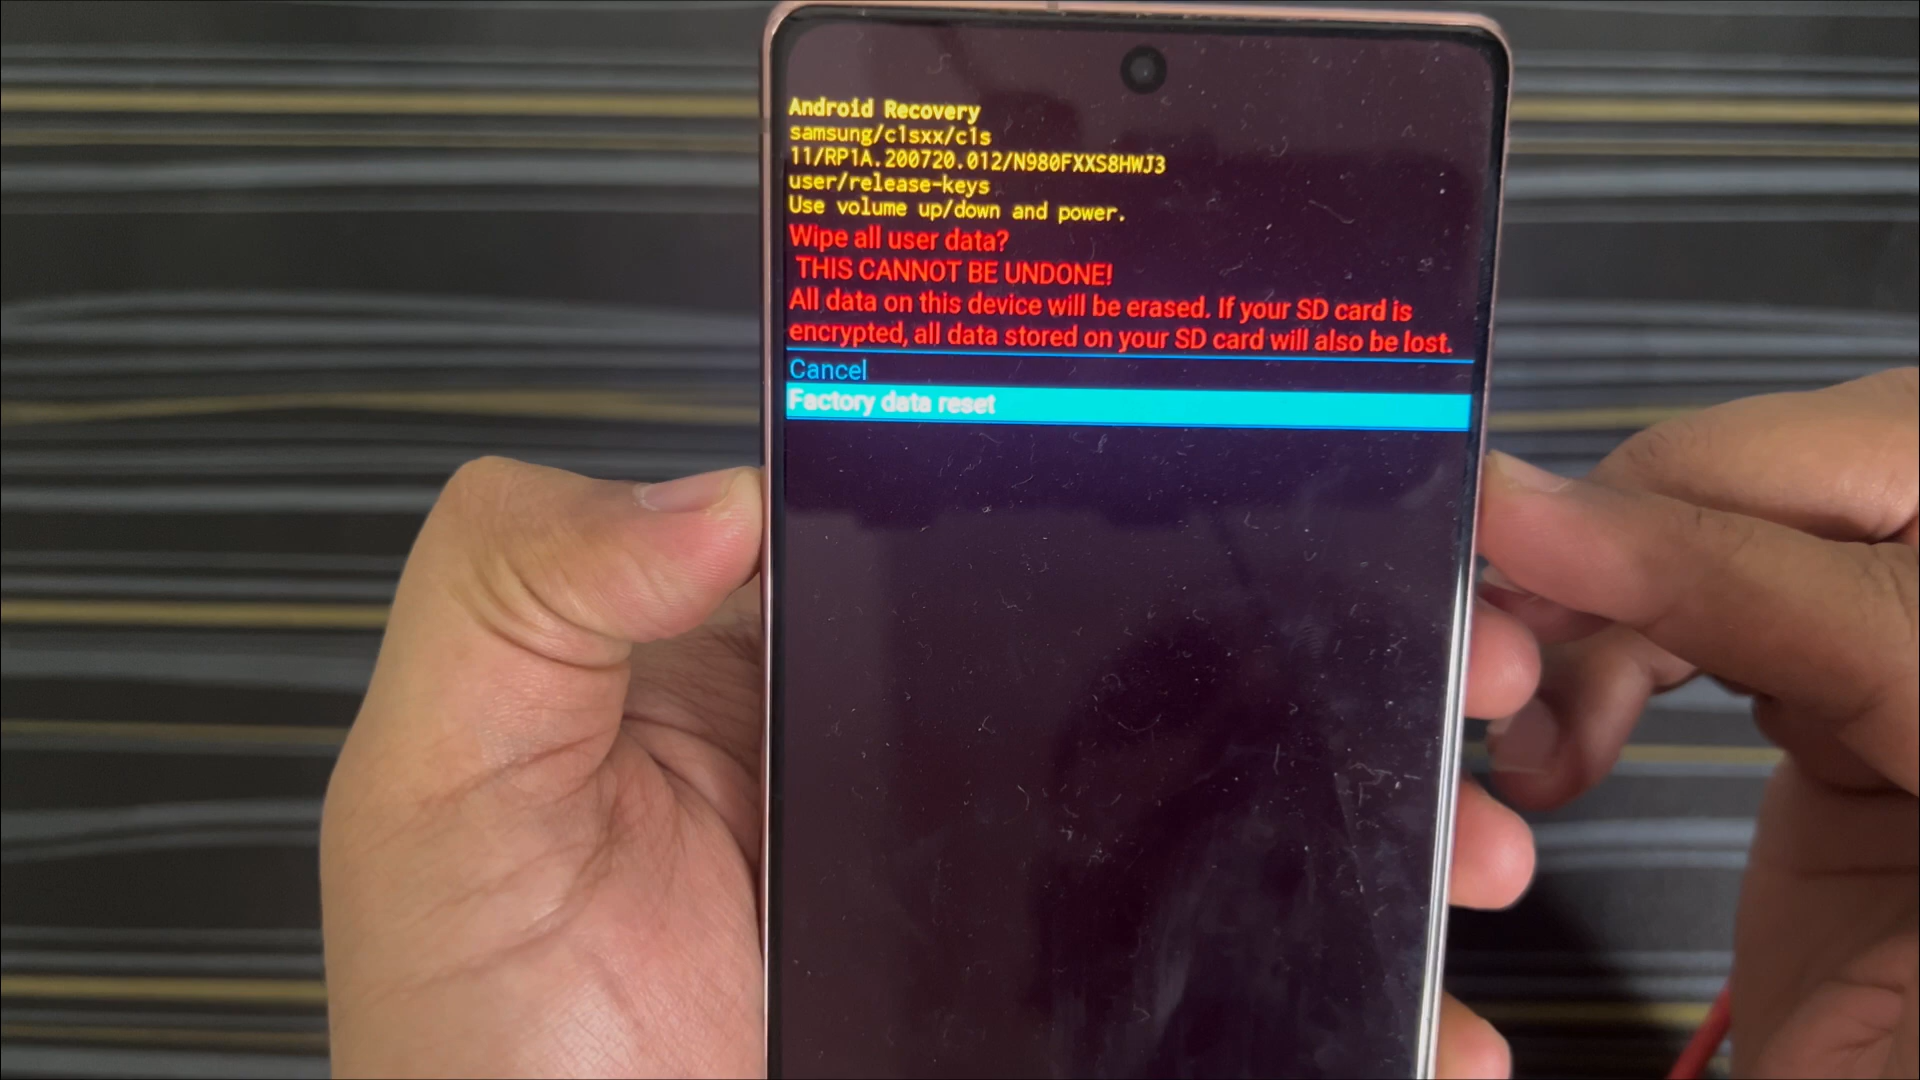 Android Recovery
samsung/c1sxx/c1s
11/RP1A.200720.012/N980FXXS8HWJ3
user/release-keys
Use volume up/down and power.
Wipe all user data?
THIS CANNOT BE UNDONE!
All data on this device will be erased. If your SD card is
encrypted, all data stored on your SD card will also be lost.
Cancel
Factory data reset